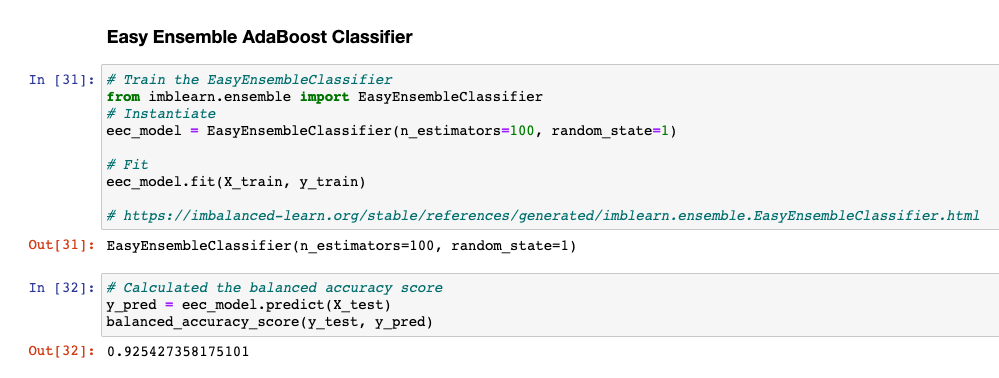 Easy Ensemble AdaBoost Classifier
In [31]: # Train the EasyEnsembleClassifier
from imblearn.ensemble import EasyEnsembleClassifier
# Instantiate
eec_model = EasyEnsembleClassifier(n_estimators=100, random_state=1)
# Fit
eec_model.fit(X_train, y_train)
# https://imbalanced-learn.org/stable/references/generated/imblearn.ensemble.EasyEnsembleClassifier.html
Out[31]: EasyEnsembleClassifier(n_estimators=100, random_state=1)
In [32]: # Calculated the balanced accuracy score
y_pred = eec_model.predict(X_test)
balanced_accuracy_score(y_test, y_pred)
Out[32]: 0.925427358175101